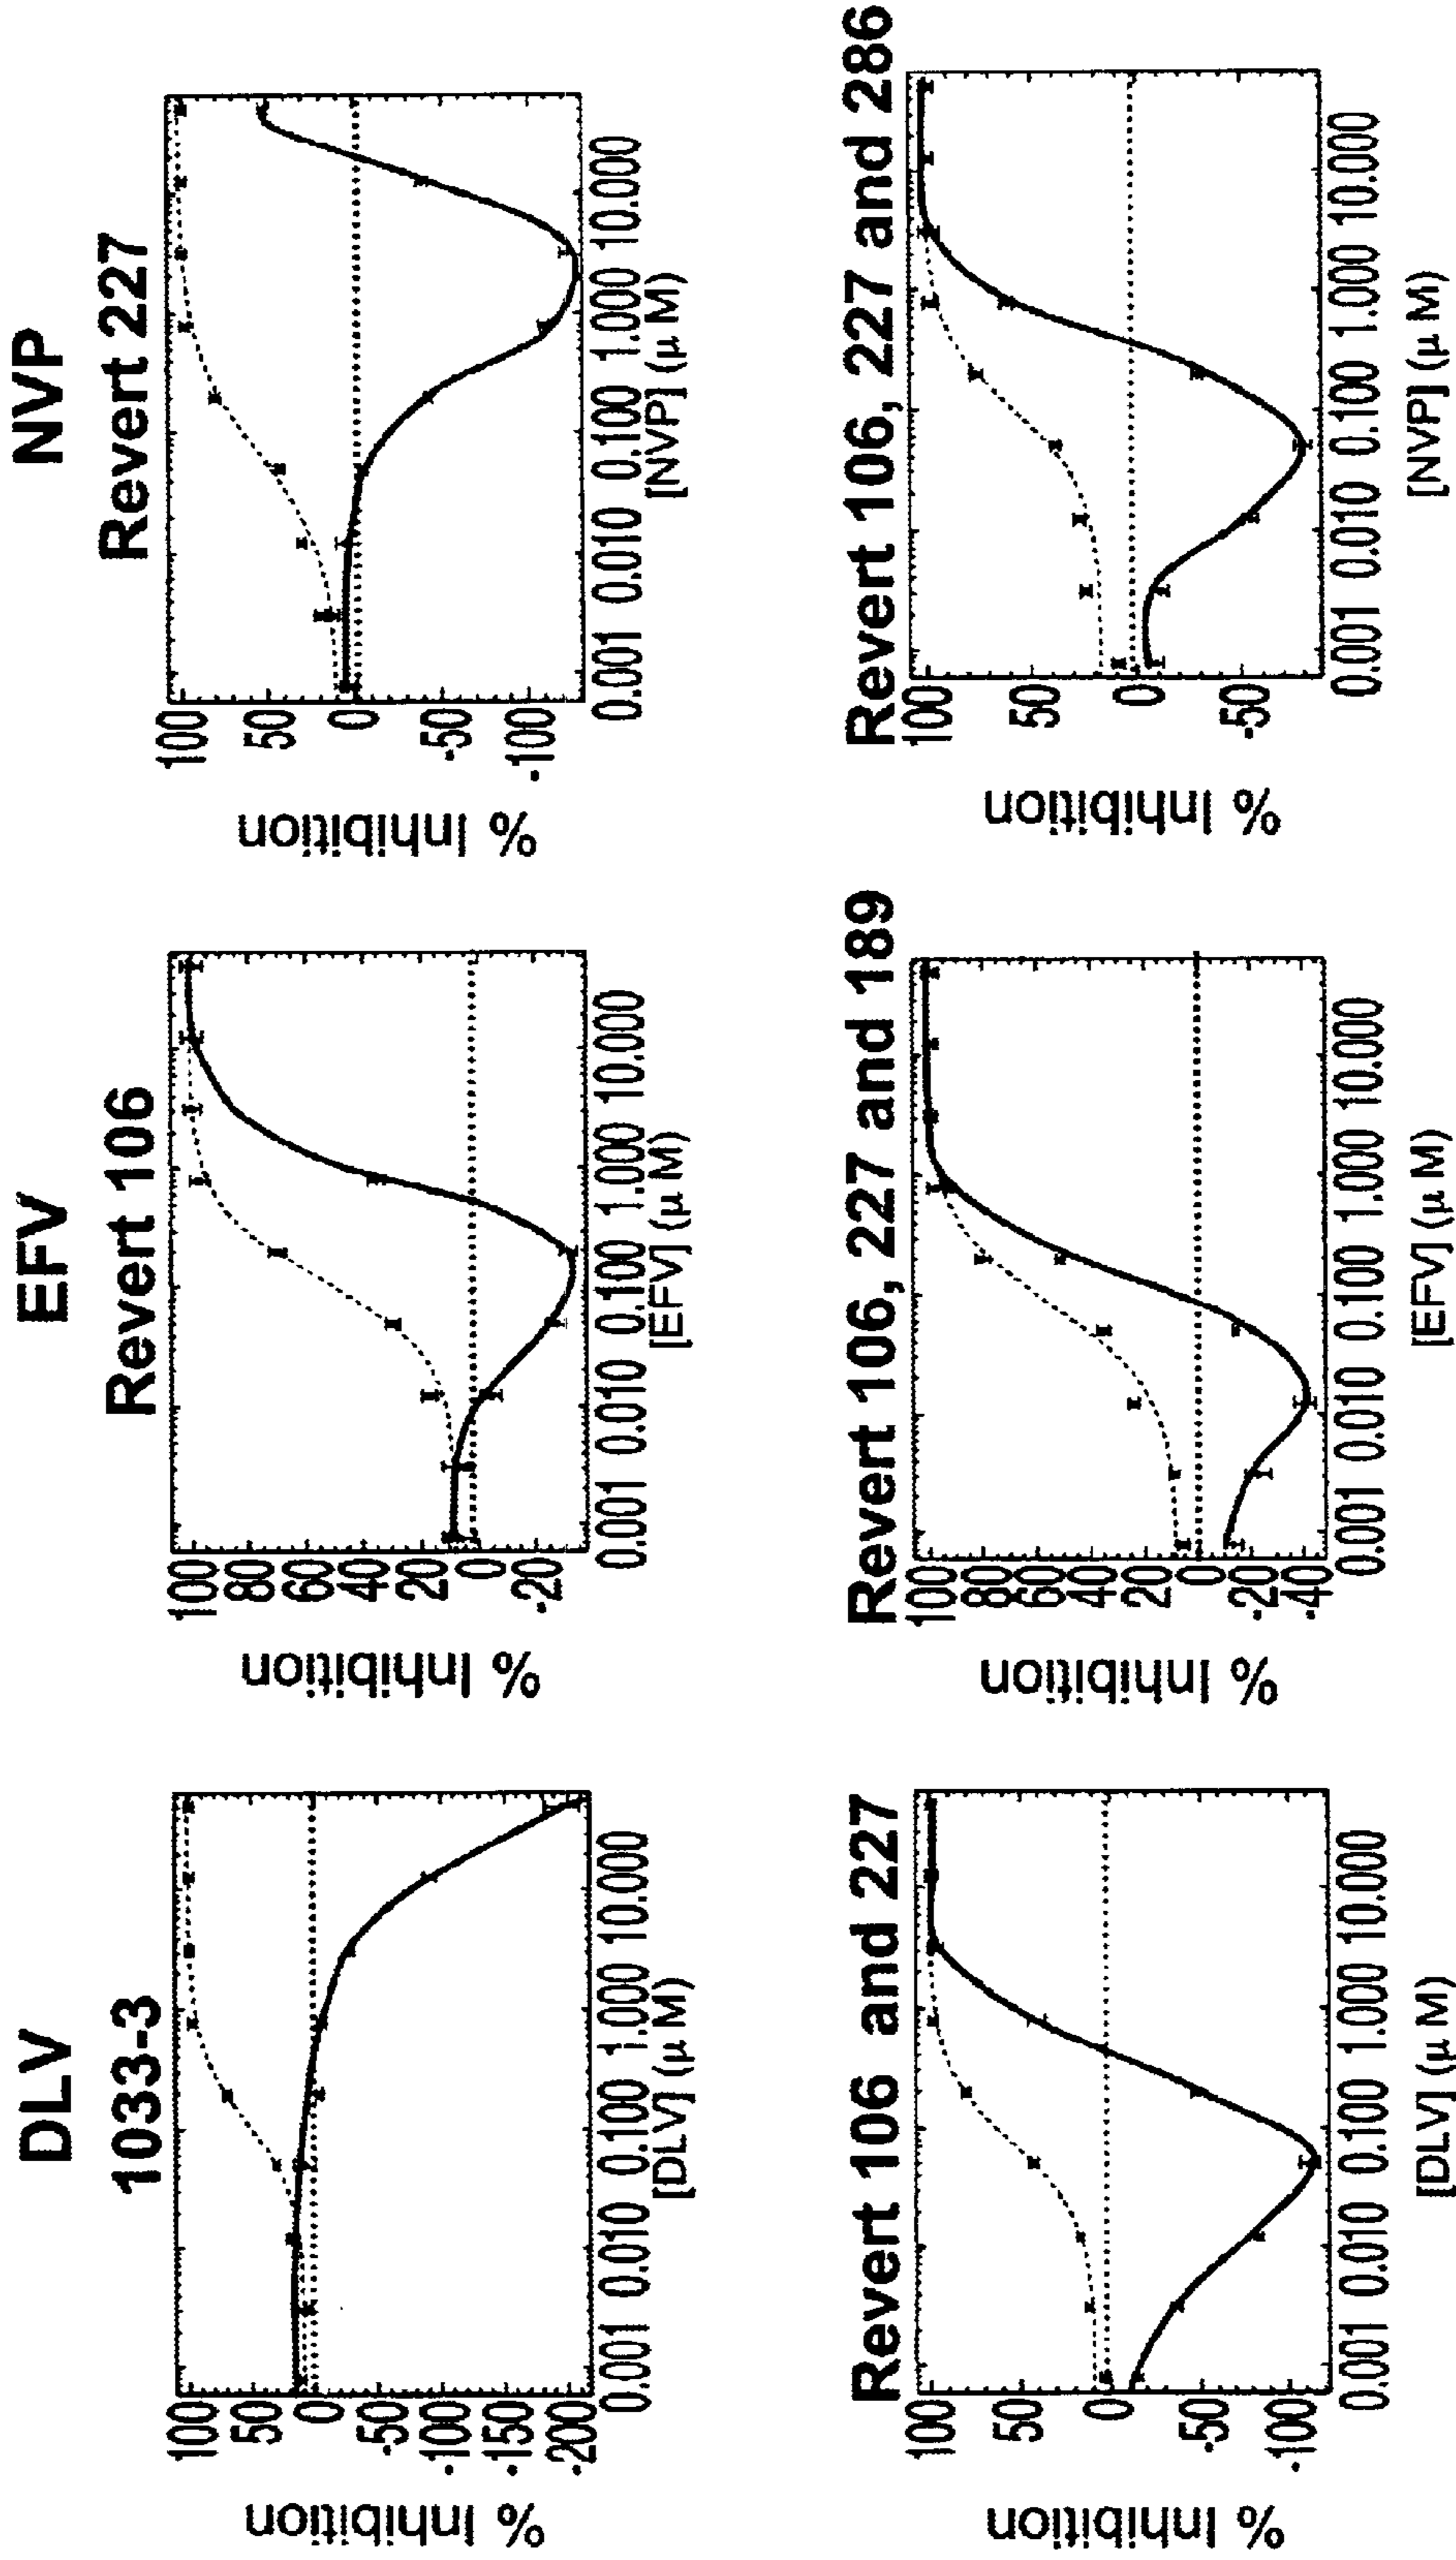 DLV
EFV
NVP
1033-3
Revert 106
Revert 227
% Inhibition
100
50
0
-50
-100
-150
-200
0.001 0.010 0.100 1.000 10.000
[DLV] (μ M)
% Inhibition
100
80
60
40
20
0
-20
0.001 0.010 0.100 1.000 10.000
[EFV] (μ M)
% Inhibition
100
50
0
-50
-100
0.001 0.010 0.100 1.000 10.000
[NVP] (μ M)
Revert 106 and 227
Revert 106, 227 and 189
Revert 106, 227 and 286
% Inhibition
100
50
0
-50
-100
0.001 0.010 0.100 1.000 10.000
[DLV] (μ M)
% Inhibition
100
80
60
40
20
0
-20
-40
0.001 0.010 0.100 1.000 10.000
[EFV] (μ M)
% Inhibition
100
50
0
-50
0.001 0.010 0.100 1.000 10.000
[NVP] (μ M)